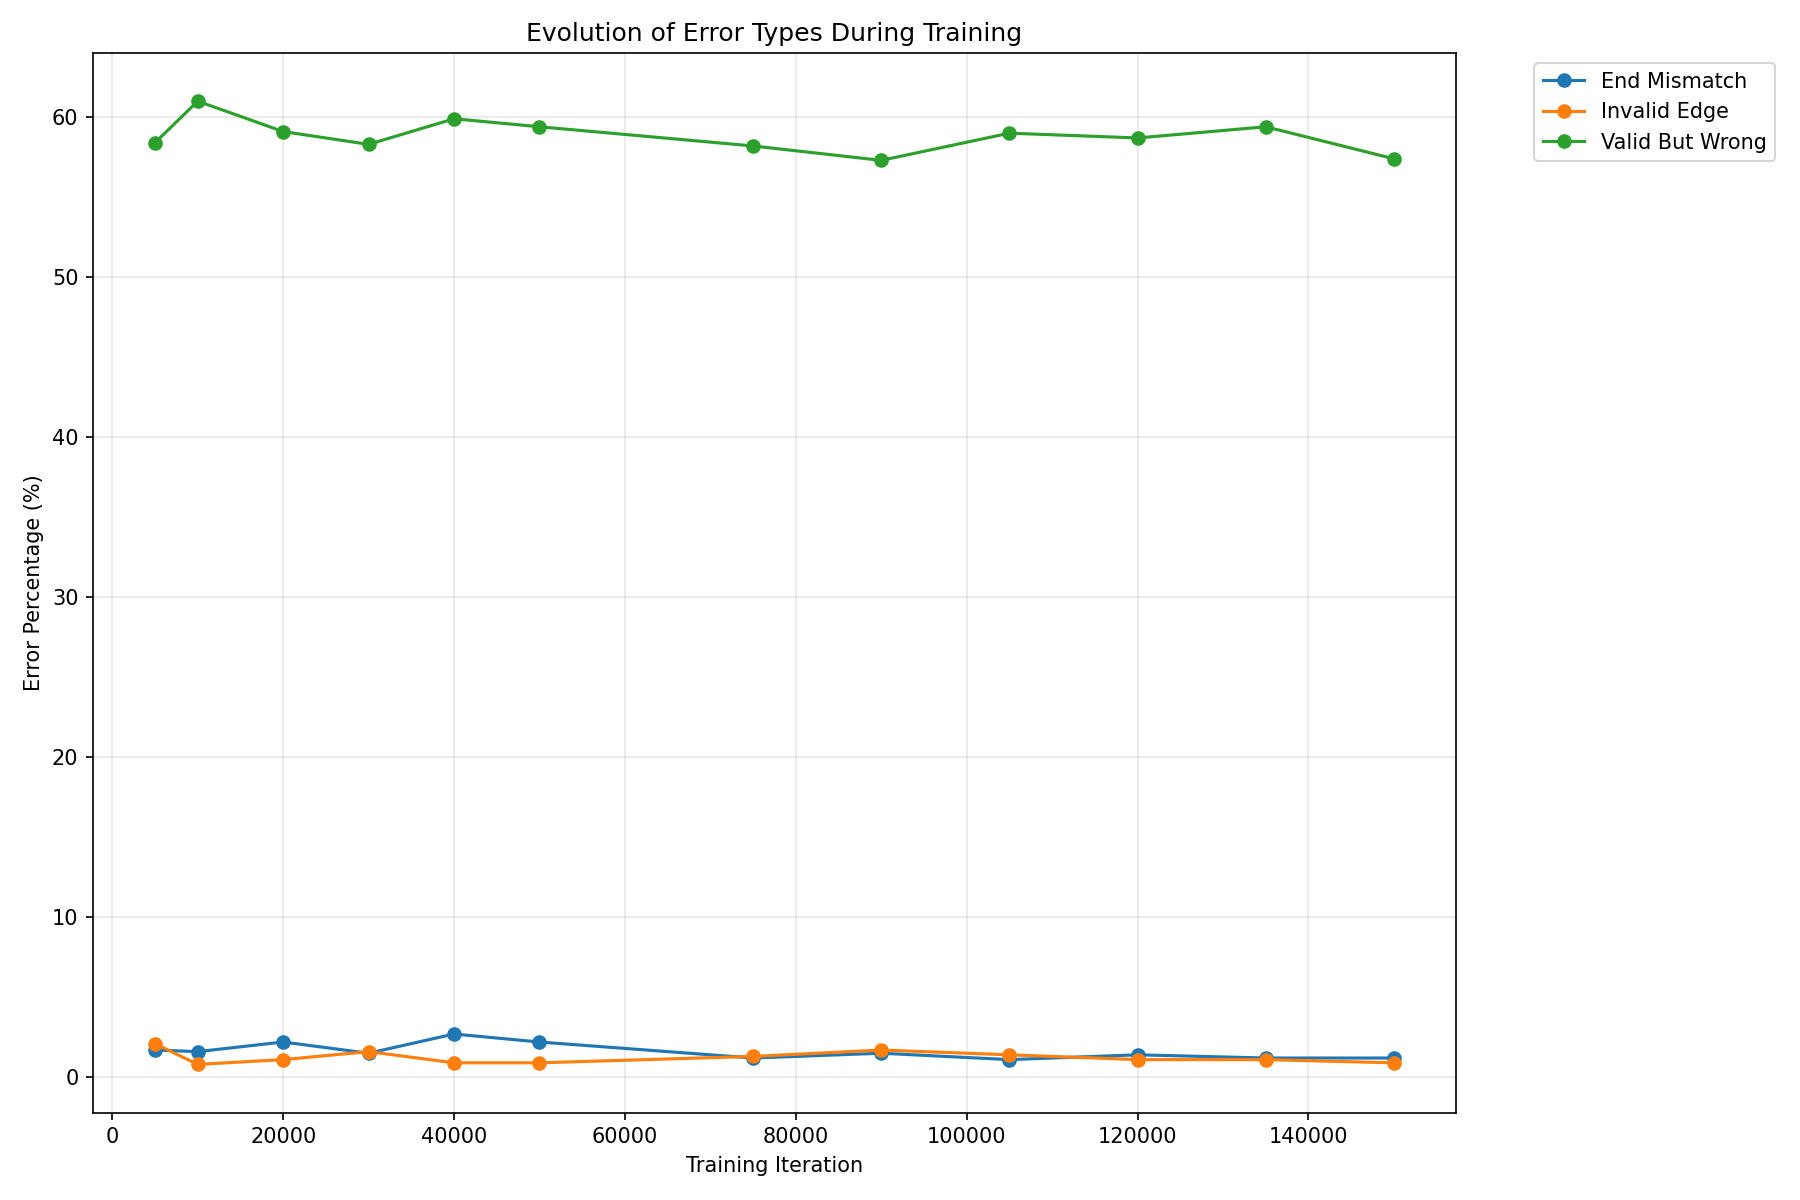 Evolution of Error Types During Training
End Mismatch
Invalid Edge
Valid But Wrong
Error Percentage (%)
60
50
40
30
20
10
0
0 20000 40000 60000 80000 100000 120000 140000
Training Iteration